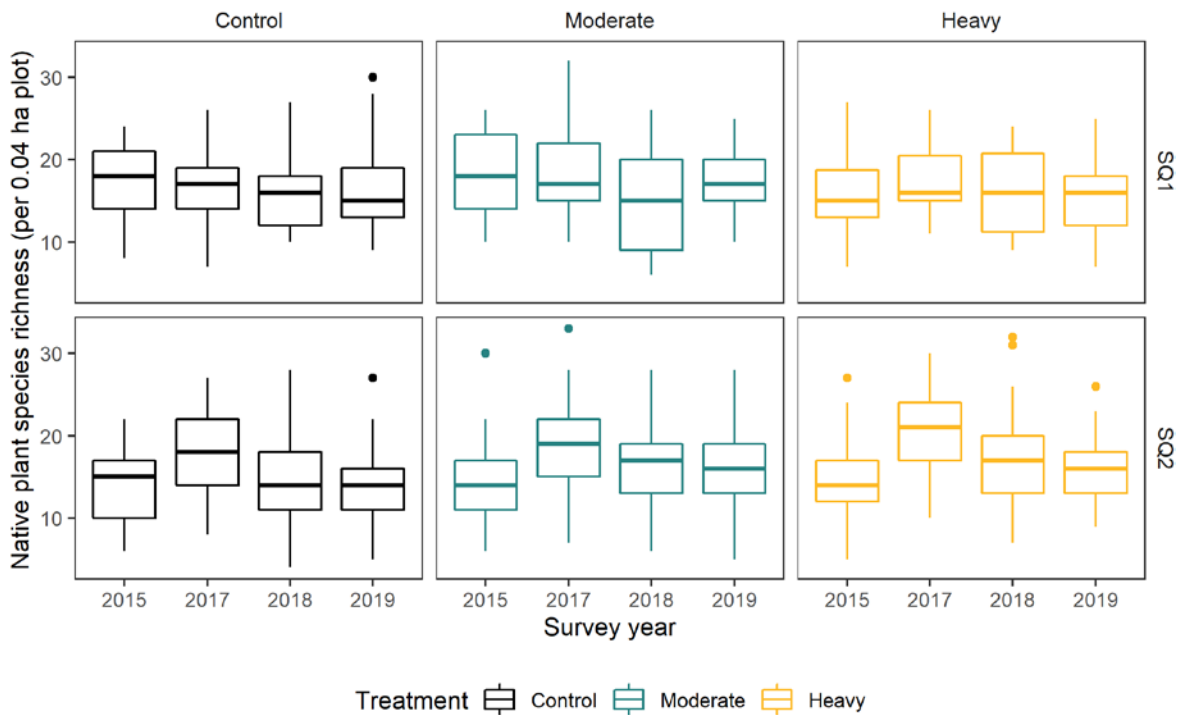 Control Moderate Heavy
Native plant species richness (per 0.04 ha plot)
30
20
10
SQ1
30
20
10
SQ2
2015 2017 2018 2019 2015 2017 2018 2019 2015 2017 2018 2019
Survey year
Treatment Control Moderate Heavy